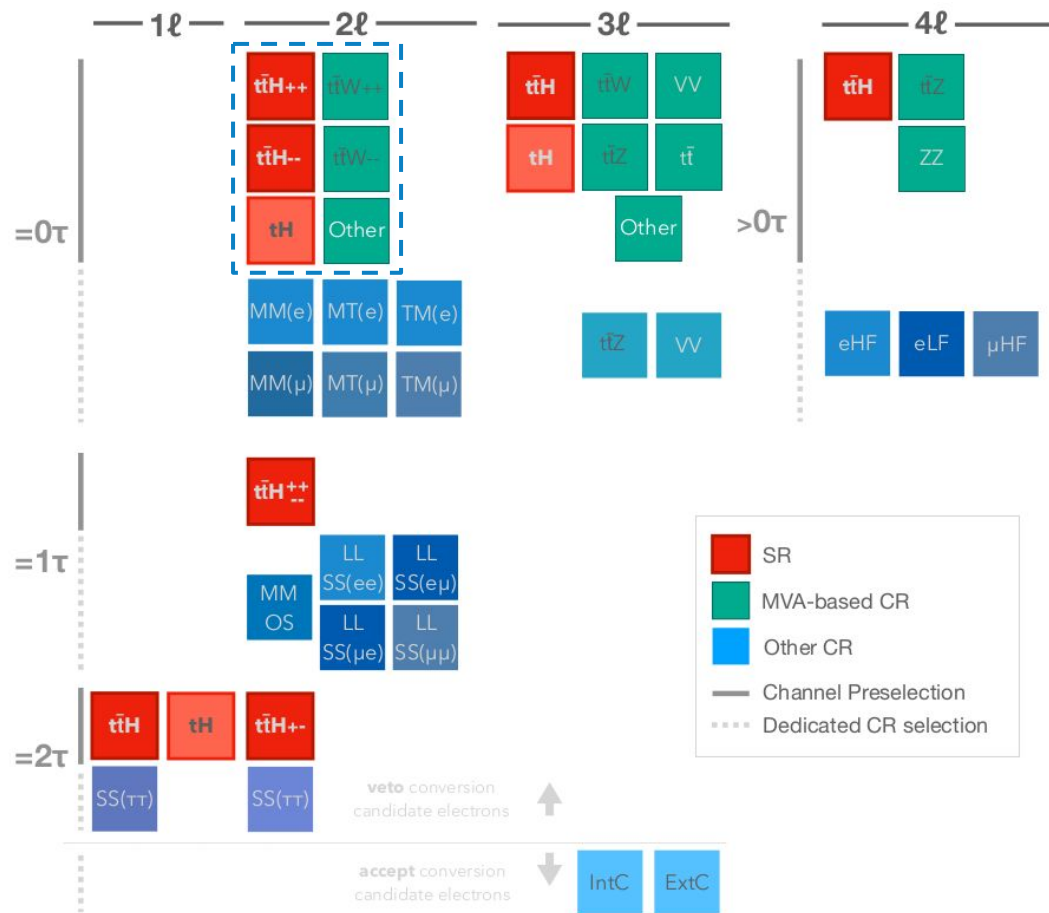 1ℓ 2ℓ 3ℓ 4ℓ
tt̄H++ tt̄W++ tt̄H tt̄W VV tt̄H tt̄Z
tt̄H-- tt̄W-- tH tt̄Z tt̄ ZZ
=0τ tH Other Other >0τ
MM(e) MT(e) TM(e) tt̄Z VV eHF eLF μHF
MM(μ) MT(μ) TM(μ)
tt̄H++
--
=1τ
LL LL
SS(ee) SS(eμ)
MM
OS
LL LL
SS(μe) SS(μμ)
SR
MVA-based CR
Other CR
Channel Preselection
Dedicated CR selection
=2τ tt̄H tH tt̄H+-
SS(ττ) SS(ττ)
veto conversion
candidate electrons
accept conversion
candidate electrons
IntC ExtC